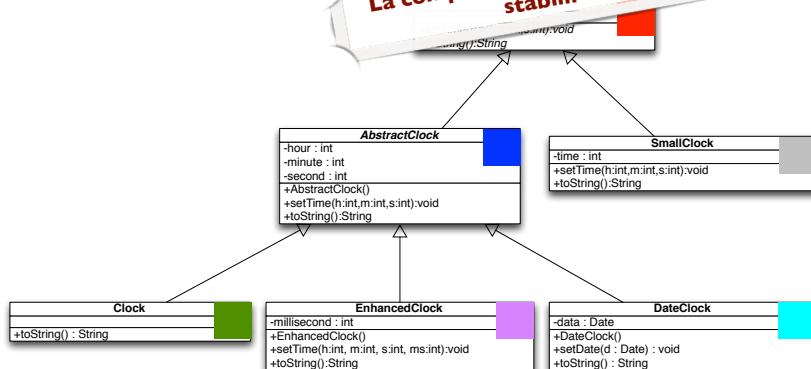 La
stabili
,s:int):void
String():String
AbstractClock
-hour : int
-minute : int
-second : int
+AbstractClock()
+setTime(h:int,m:int,s:int):void
+toString():String
SmallClock
-time : int
+setTime(h:int,m:int,s:int):void
+toString():String
Clock
+toString() : String
EnhancedClock
-millisecond : int
+EnhancedClock()
+setTime(h:int, m:int, s:int, ms:int):void
+toString():String
DateClock
-data : Date
+DateClock()
+setDate(d : Date) : void
+toString() : String